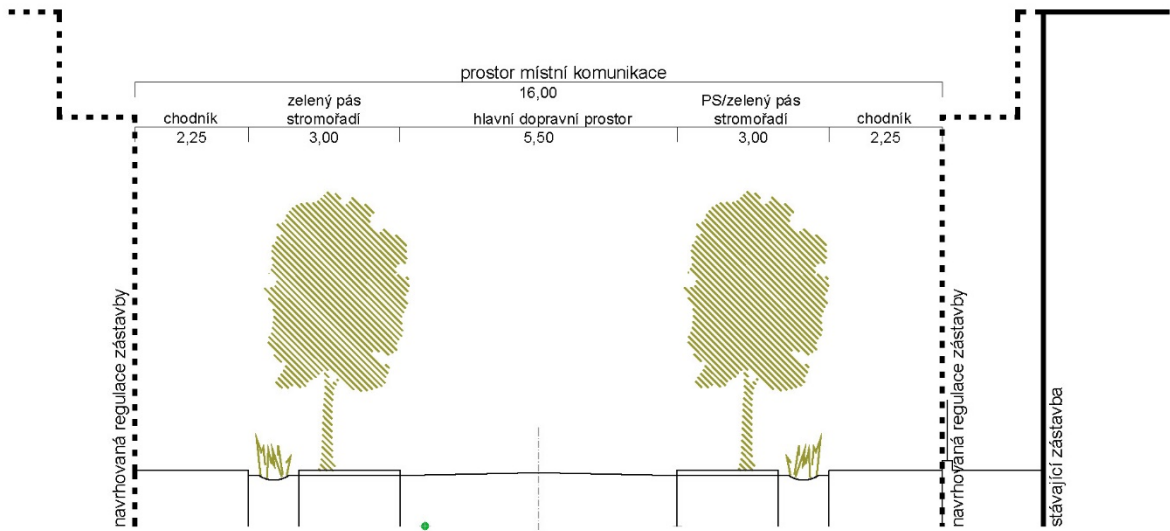 prostor místní komunikace
16,00
zelený pás
stromořadí
PS/zelený pás
stromořadí
chodník
hlavní dopravní prostor
chodník
2,25
3,00
5,50
3,00
2,25
navrhovaná regulace zástavby
navrhovaná regulace zástavby
stávající zástavba